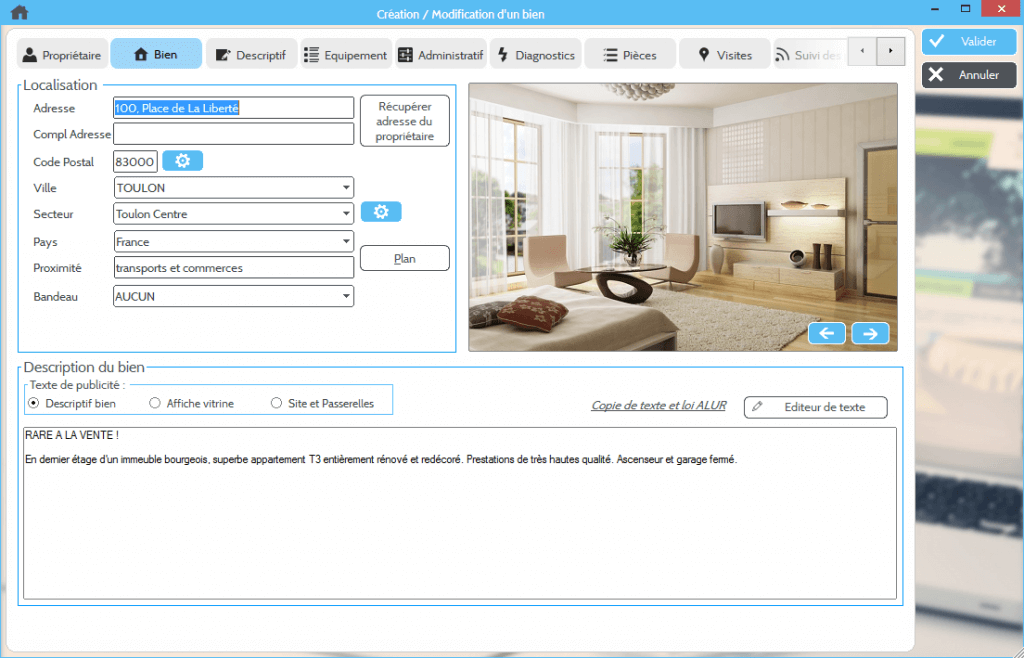 Création / Modification d'un bien
Propriétaire
Bien
Descriptif
Equipement
Administratif
Diagnostics
Pièces
Visites
Suivi des
Valider
Annuler
Localisation
Adresse
100, Place de La Liberté
Récupérer
adresse du
propriétaire
Compl Adresse
Code Postal
83000
Ville
TOULON
Secteur
Toulon Centre
Pays
France
Plan
Proximité
transports et commerces
Bandeau
AUCUN
Description du bien
Texte de publicité :
Descriptif bien
Affiche vitrine
Site et Passerelles
Copie de texte et loi ALUR
Editeur de texte
RARE A LA VENTE !
En dernier étage d'un immeuble bourgeois, superbe appartement T3 entièrement rénové et redécoré. Prestations de très hautes qualité. Ascenseur et garage fermé.